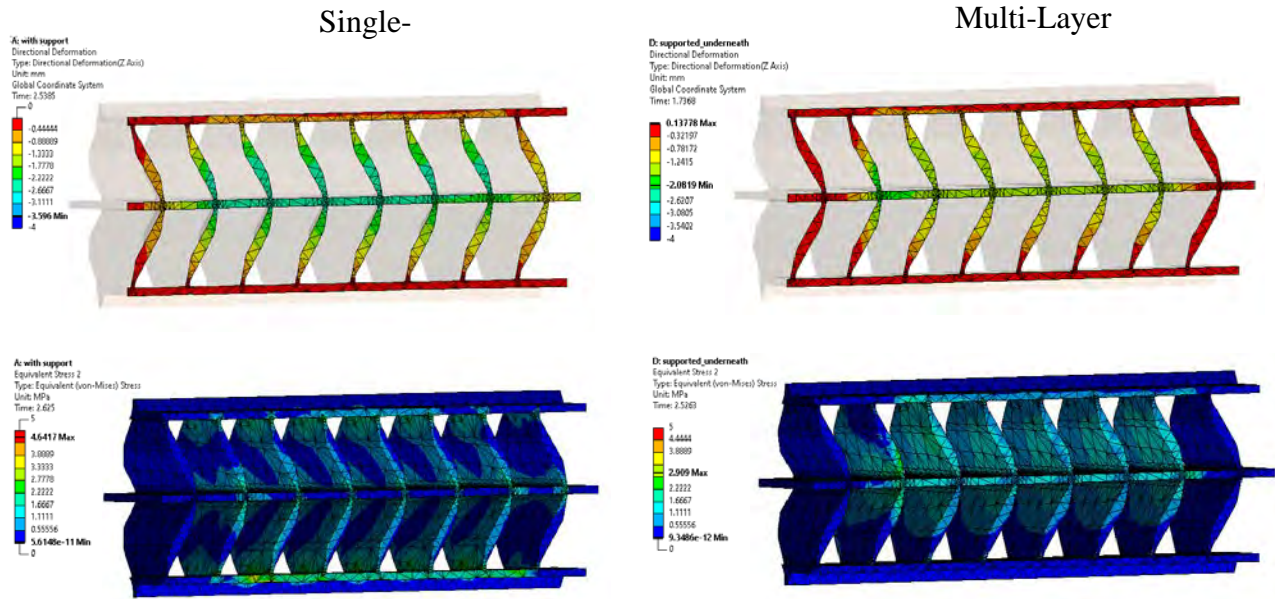 Single-
Multi-Layer
A: with support
Directional Deformation
Type: Directional Deformation(Z Axis)
Unit: mm
Global Coordinate System
Time: 2.5385
0
-0.44444
-0.88889
-1.3333
-1.7778
-2.2222
-2.6667
-3.1111
-3.596 Min
-4
D: supported_underneath
Directional Deformation
Type: Directional Deformation(Z Axis)
Unit: mm
Global Coordinate System
Time: 1.7368
0.13778 Max
-0.32197
-0.78172
-1.2415
-2.0819 Min
-2.6207
-3.0805
-3.5402
-4
A: with support
Equivalent Stress 2
Type: Equivalent (von-Mises) Stress
Unit: MPa
Time: 2.625
5
4.6417 Max
3.8889
3.3333
2.7778
2.2222
1.6667
1.1111
0.55556
5.6148e-11 Min
0
D: supported_underneath
Equivalent Stress 2
Type: Equivalent (von-Mises) Stress
Unit: MPa
Time: 2.5263
5
4.4444
3.8889
2.909 Max
2.2222
1.6667
1.1111
0.55556
9.3486e-12 Min
0